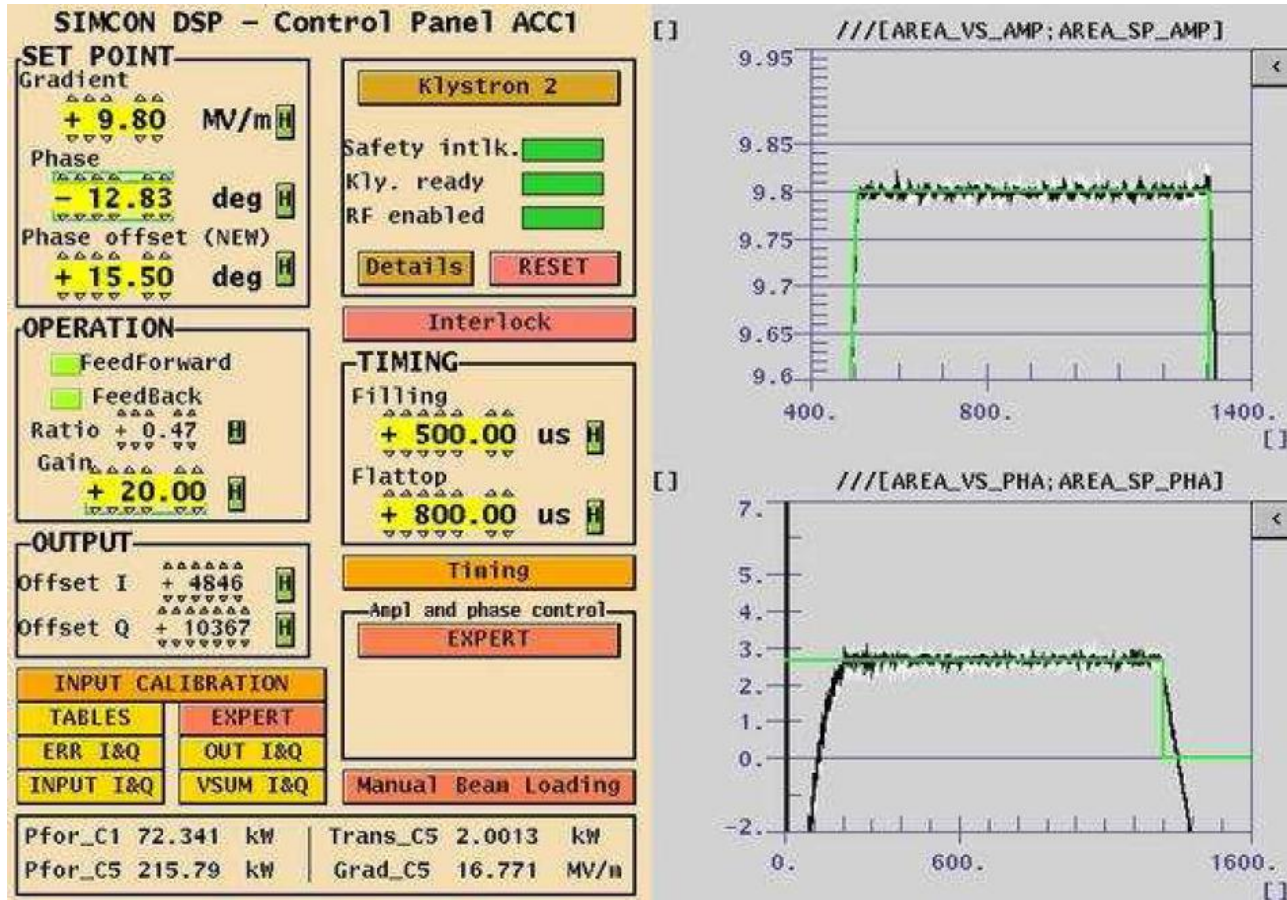 SIMCON DSP - Control Panel ACC1
SET POINT
Gradient
+ 9.80 MV/m H
Phase
- 12.83 deg H
Phase offset (NEW)
+ 15.50 deg H
OPERATION
FeedForward
FeedBack
Ratio + 0.47 H
Gain
+ 20.00 H
OUTPUT
Offset I + 4846 H
Offset Q + 10367 H
INPUT CALIBRATION
TABLES EXPERT
ERR I&Q OUT I&Q
INPUT I&Q VSUM I&Q
Klystron 2
Safety intlk.
Kly. ready
RF enabled
Details RESET
Interlock
TIMING
Filling
+ 500.00 us H
Flattop
+ 800.00 us H
Timing
Ampl and phase control
EXPERT
Manual Beam Loading
Pfor_C1 72.341 kW | Trans_C5 2.0013 kW
Pfor_C5 215.79 kW | Grad_C5 16.771 MV/m
[] ///[AREA_VS_AMP;AREA_SP_AMP]
<
9.95
9.85
9.8
9.75
9.7
9.65
9.6
400. 800. 1400.
[]
[] ///[AREA_VS_PHA;AREA_SP_PHA]
<
7.
5.
4.
3.
2.
1.
0.
-2.
0. 600. 1600.
[]